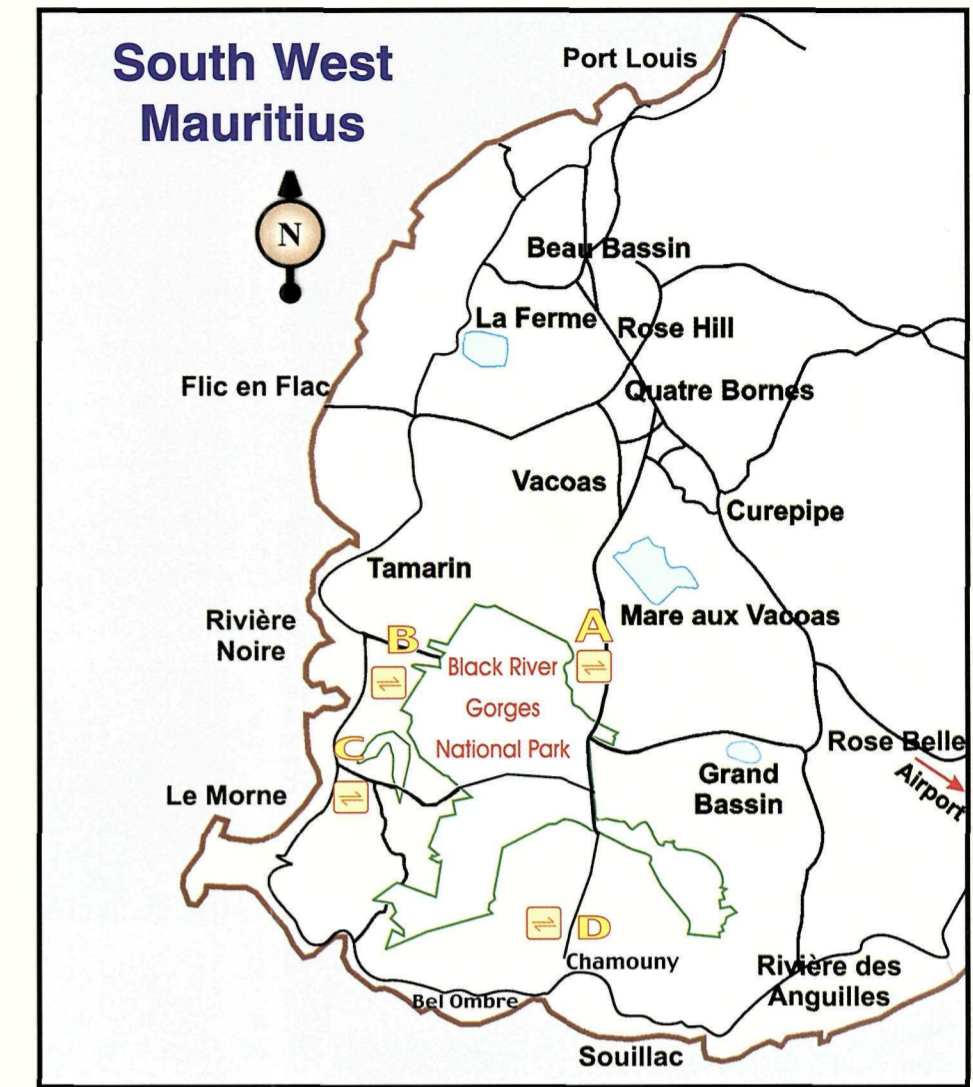 South West
Mauritius
Port Louis
N
Beau Bassin
La Ferme
Rose Hill
Flic en Flac
Quatre Bornes
Vacoas
Curepipe
Tamarin
Mare aux Vacoas
Rivière
Noire
A
B
Black River
Gorges
National Park
C
Rose Belle
Airport
Grand
Bassin
Le Morne
D
Chamouny
Rivière des
Anguilles
Bel Ombre
Souillac